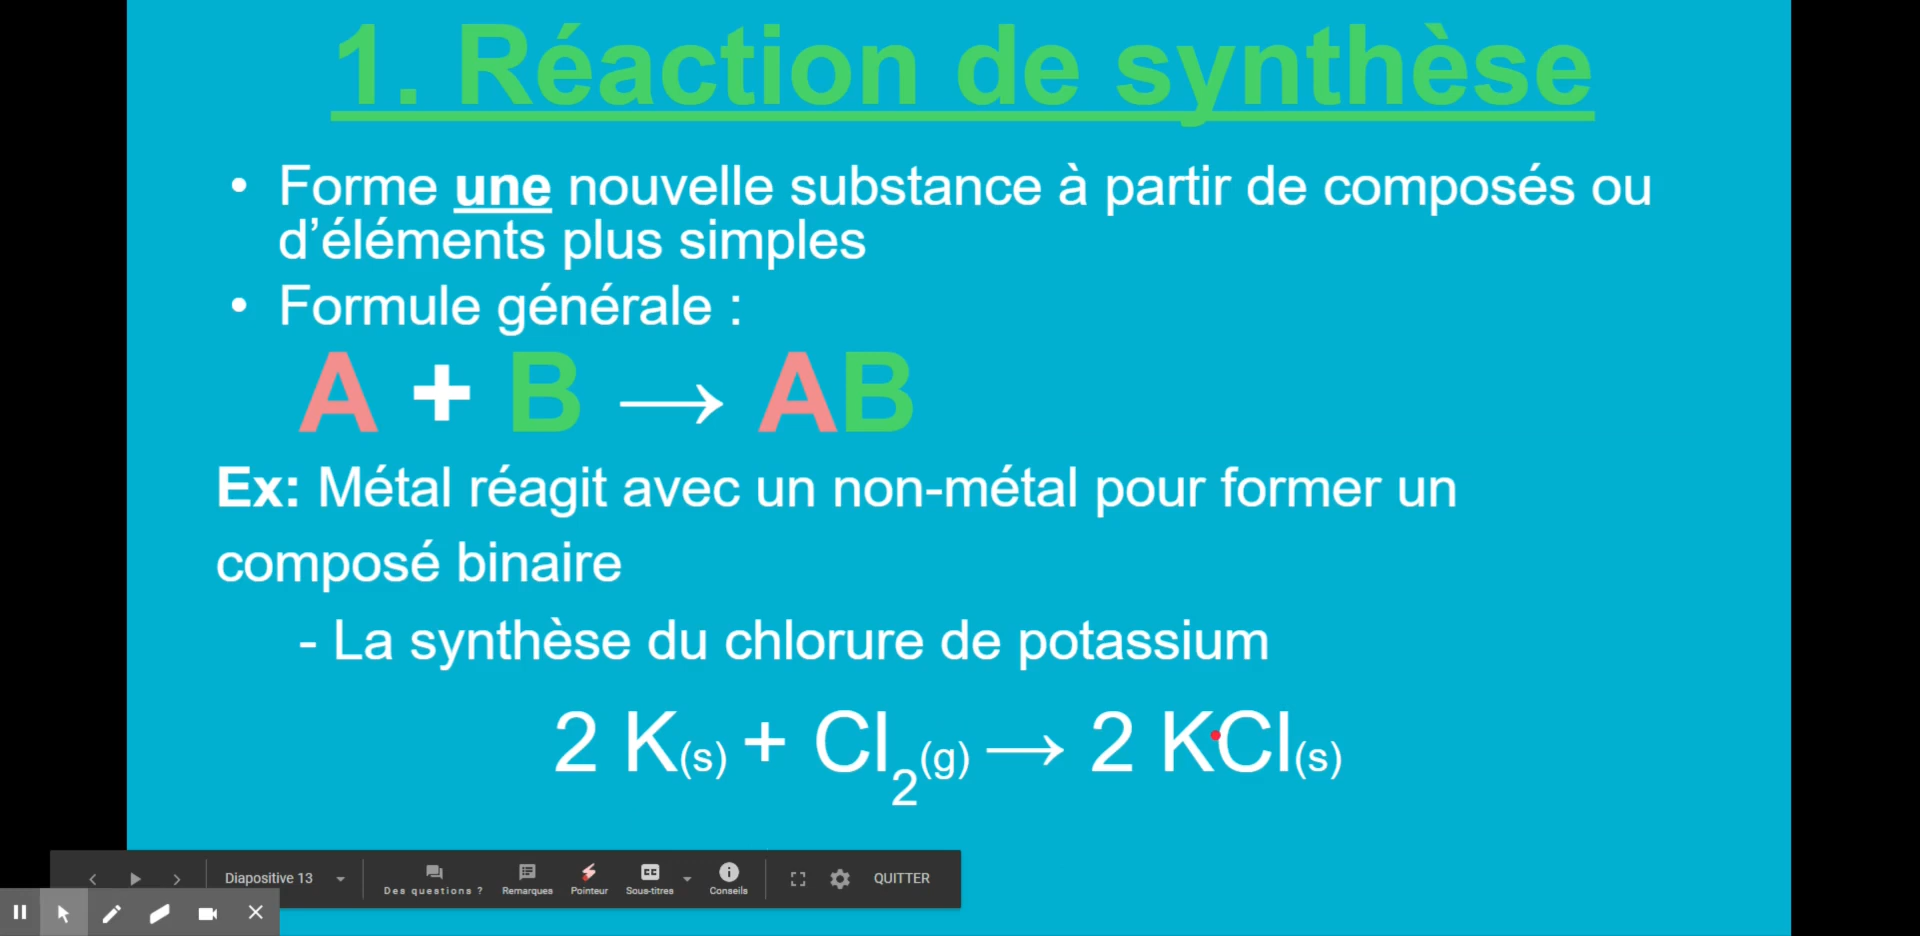 1. Réaction de synthèse
• Forme une nouvelle substance à partir de composés ou
d’éléments plus simples
• Formule générale :
A + B → AB
Ex: Métal réagit avec un non-métal pour former un
composé binaire
- La synthèse du chlorure de potassium
2 K(s) + Cl2(g) → 2 KCl(s)
Diapositive 13
Des questions ? Remarques Pointeur Sous-titres Conseils QUITTER